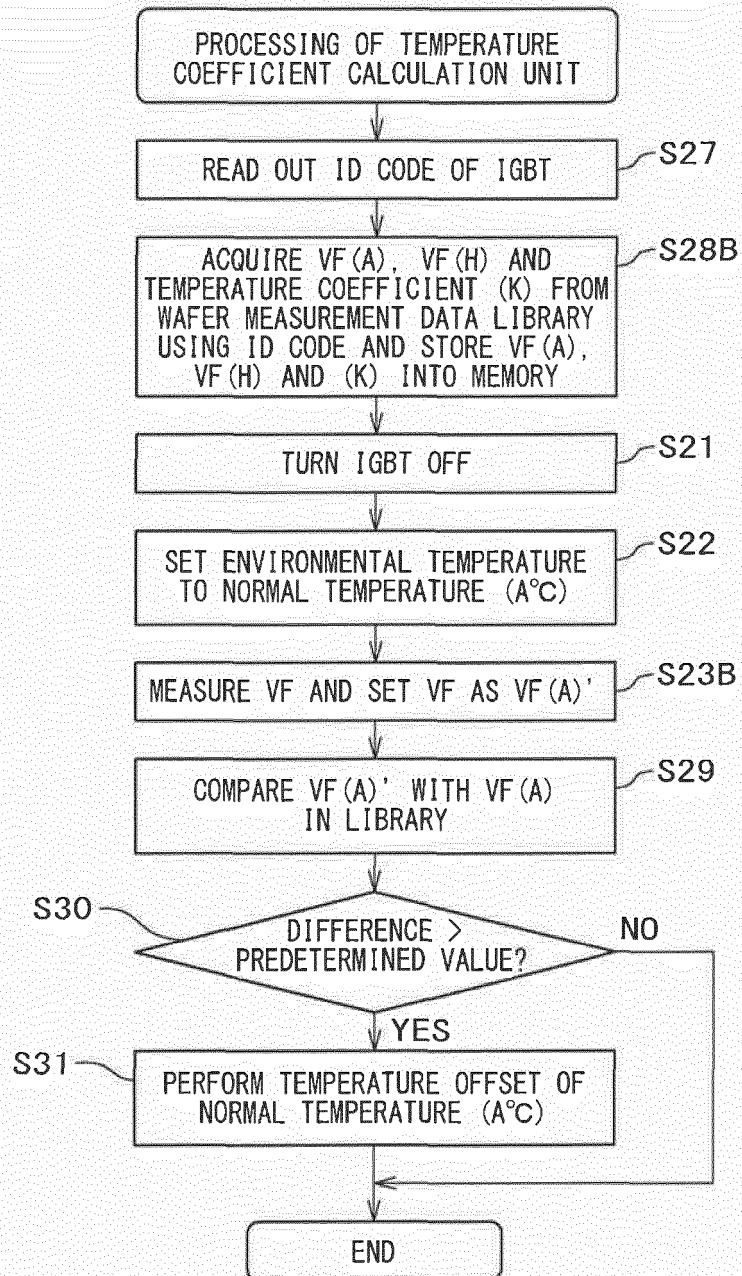 PROCESSING OF TEMPERATURE
COEFFICIENT CALCULATION UNIT
READ OUT ID CODE OF IGBT
S27
ACQUIRE VF(A), VF(H) AND
TEMPERATURE COEFFICIENT (K) FROM
WAFER MEASUREMENT DATA LIBRARY
USING ID CODE AND STORE VF(A),
VF(H) AND (K) INTO MEMORY
S28B
TURN IGBT OFF
S21
SET ENVIRONMENTAL TEMPERATURE
TO NORMAL TEMPERATURE (A℃)
S22
MEASURE VF AND SET VF AS VF(A)'
S23B
COMPARE VF(A)' WITH VF(A)
IN LIBRARY
S29
S30
DIFFERENCE >
PREDETERMINED VALUE?
NO
YES
S31
PERFORM TEMPERATURE OFFSET OF
NORMAL TEMPERATURE (A℃)
END